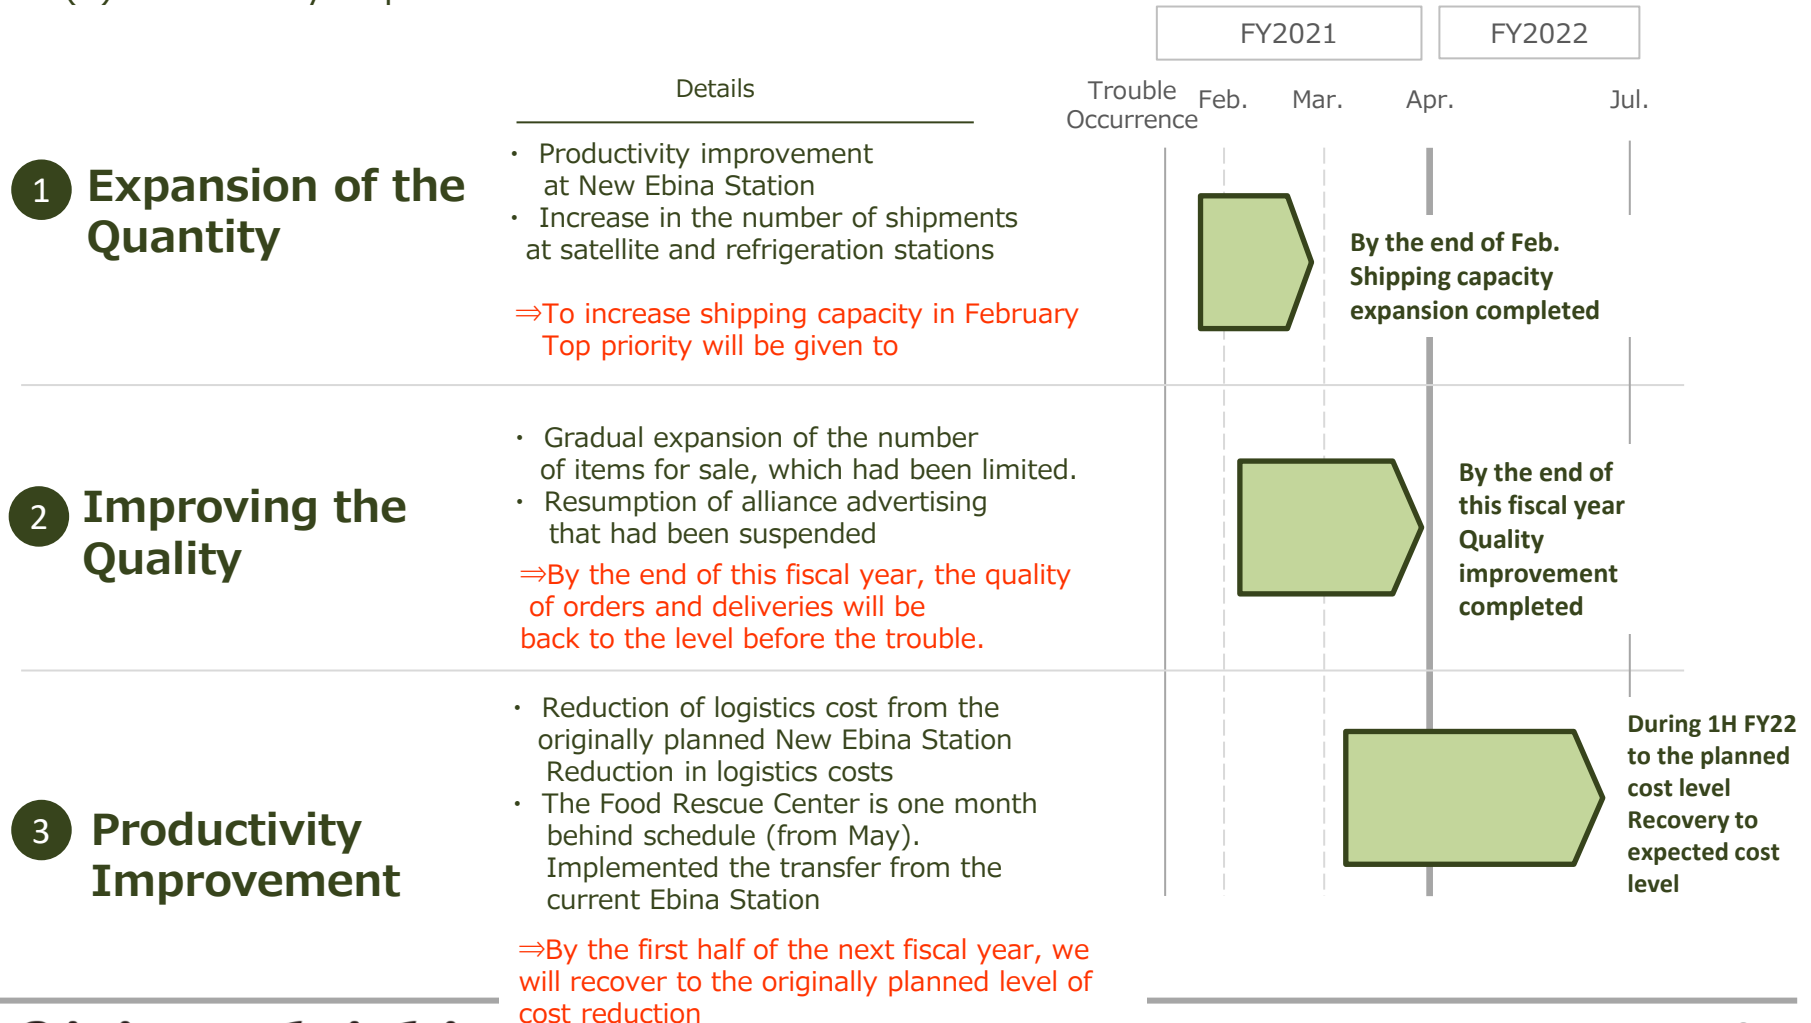 FY2021
FY2022
Details
Trouble
Occurrence
Feb.
Mar.
Apr.
Jul.
1
Expansion of the
Quantity
・ Productivity improvement
at New Ebina Station
・ Increase in the number of shipments
at satellite and refrigeration stations
⇒To increase shipping capacity in February
Top priority will be given to
By the end of Feb.
Shipping capacity
expansion completed
2
Improving the
Quality
・ Gradual expansion of the number
of items for sale, which had been limited.
・ Resumption of alliance advertising
that had been suspended
⇒By the end of this fiscal year, the quality
of orders and deliveries will be
back to the level before the trouble.
By the end of
this fiscal year
Quality
improvement
completed
3
Productivity
Improvement
・ Reduction of logistics cost from the
originally planned New Ebina Station
Reduction in logistics costs
・ The Food Rescue Center is one month
behind schedule (from May).
Implemented the transfer from the
current Ebina Station
⇒By the first half of the next fiscal year, we
will recover to the originally planned level of
cost reduction
During 1H FY22
to the planned
cost level
Recovery to
expected cost
level